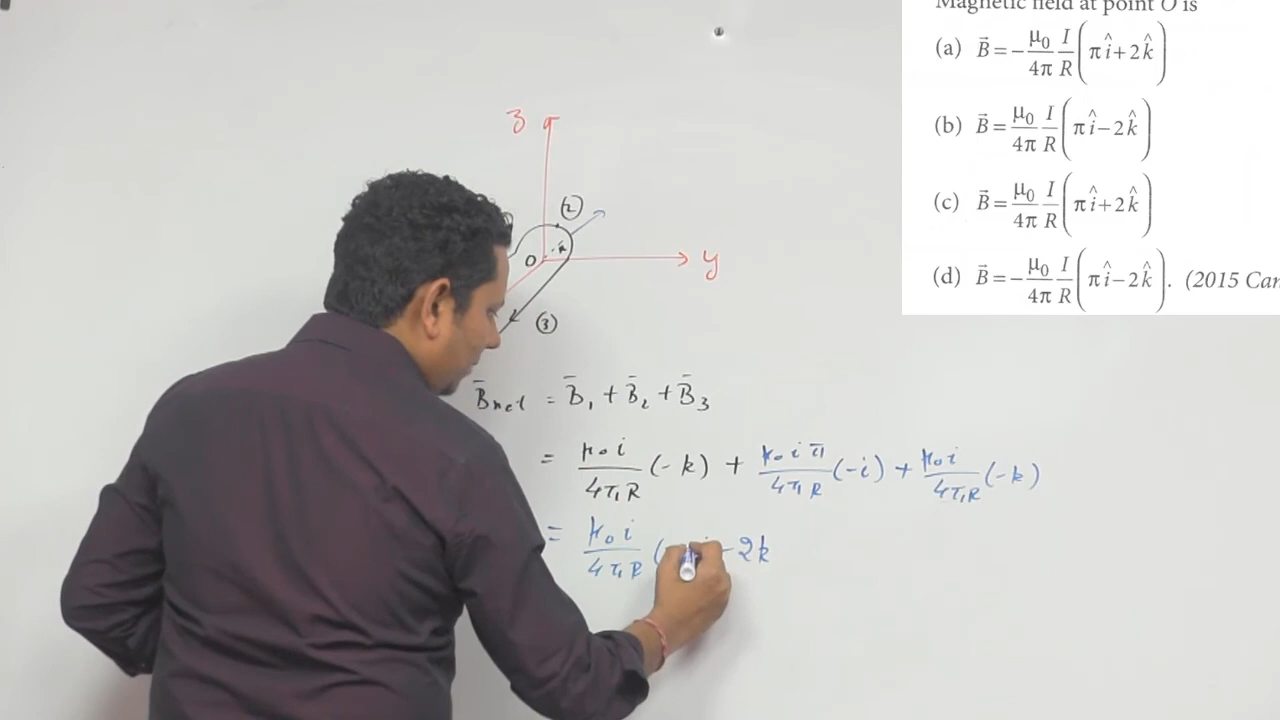 Magnetic field at point O is
(a) B⃗ = −μ₀/4π I/R (πî+2k̂)
(b) B⃗ = μ₀/4π I/R (πî−2k̂)
(c) B⃗ = μ₀/4π I/R (πî+2k̂)
(d) B⃗ = −μ₀/4π I/R (πî−2k̂). (2015
z
(2)
R
O
y
(3)
B̄net = B̄₁ + B̄₂ + B̄₃
= μ₀i/4πR (-k) + μ₀iπ/4πR (-i) + μ₀i/4πR (-k)
= μ₀i/4πR ( - 2k